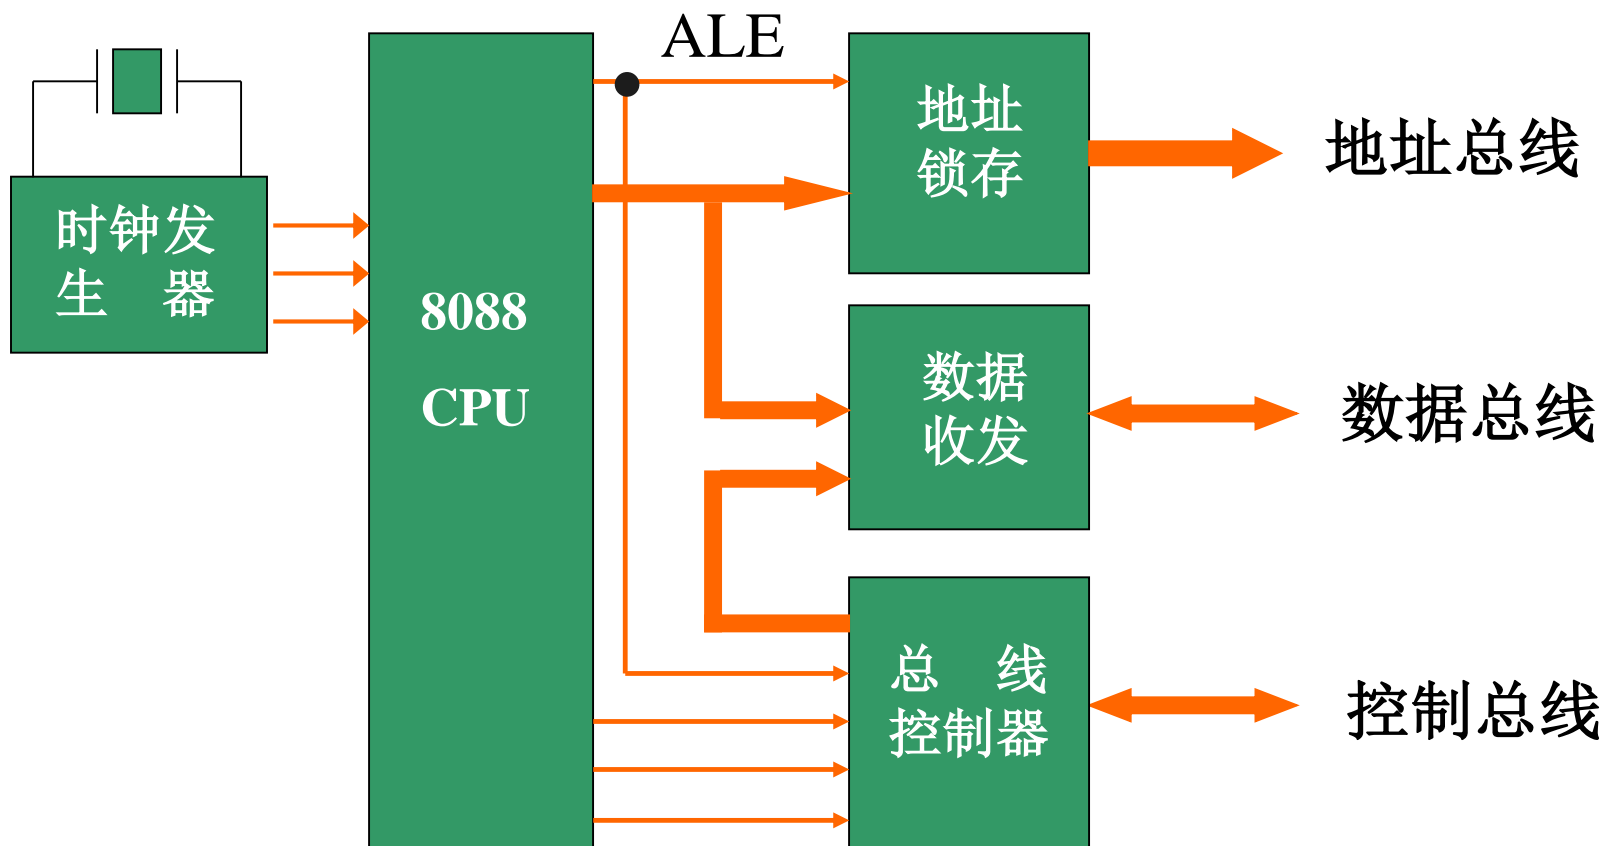 ALE
地址
锁存
地址总线
时钟发
生 器
8088
CPU
数据
收发
数据总线
总 线
控制器
控制总线